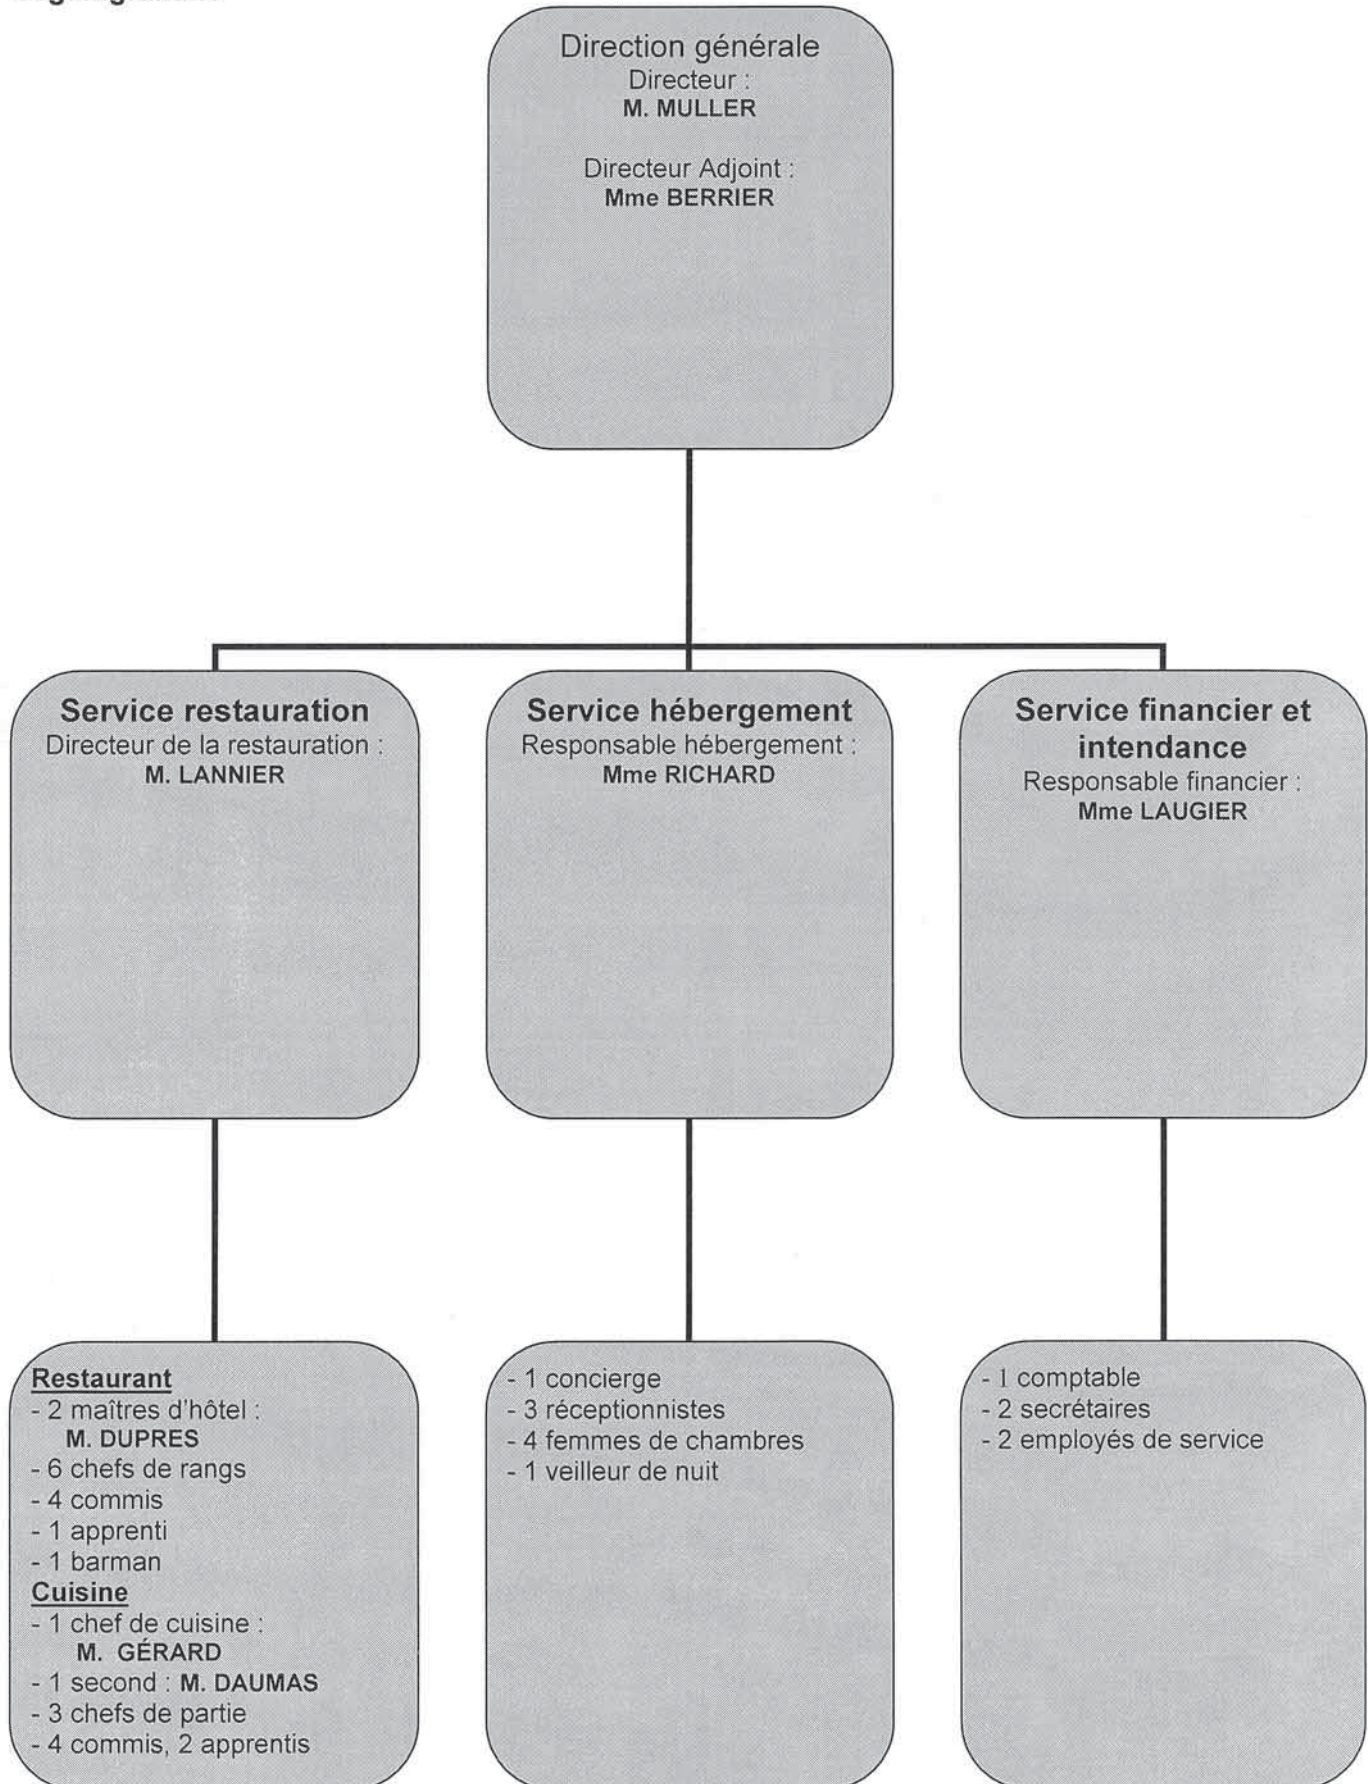 Direction générale
Directeur :
M. MULLER
Directeur Adjoint :
Mme BERRIER
Service restauration
Directeur de la restauration :
M. LANNIER
Service hébergement
Responsable hébergement :
Mme RICHARD
Service financier et
intendance
Responsable financier :
Mme LAUGIER
Restaurant
- 2 maîtres d'hôtel :
M. DUPRES
- 6 chefs de rangs
- 4 commis
- 1 apprenti
- 1 barman
Cuisine
- 1 chef de cuisine :
M. GÉRARD
- 1 second : M. DAUMAS
- 3 chefs de partie
- 4 commis, 2 apprentis
- 1 concierge
- 3 réceptionnistes
- 4 femmes de chambres
- 1 veilleur de nuit
- 1 comptable
- 2 secrétaires
- 2 employés de service